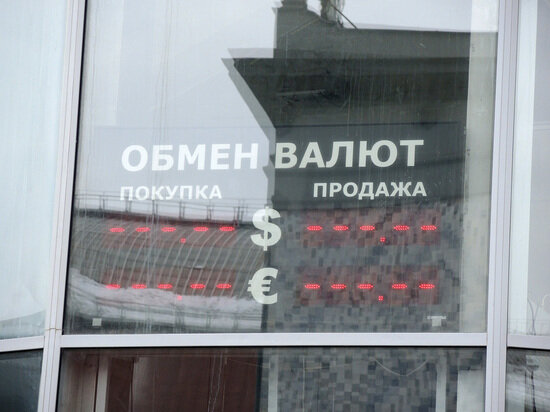 ОБМЕН ВАЛЮТ
ПОКУПКА ПРОДАЖА
---.-- $ ---.--
---.-- € ---.--